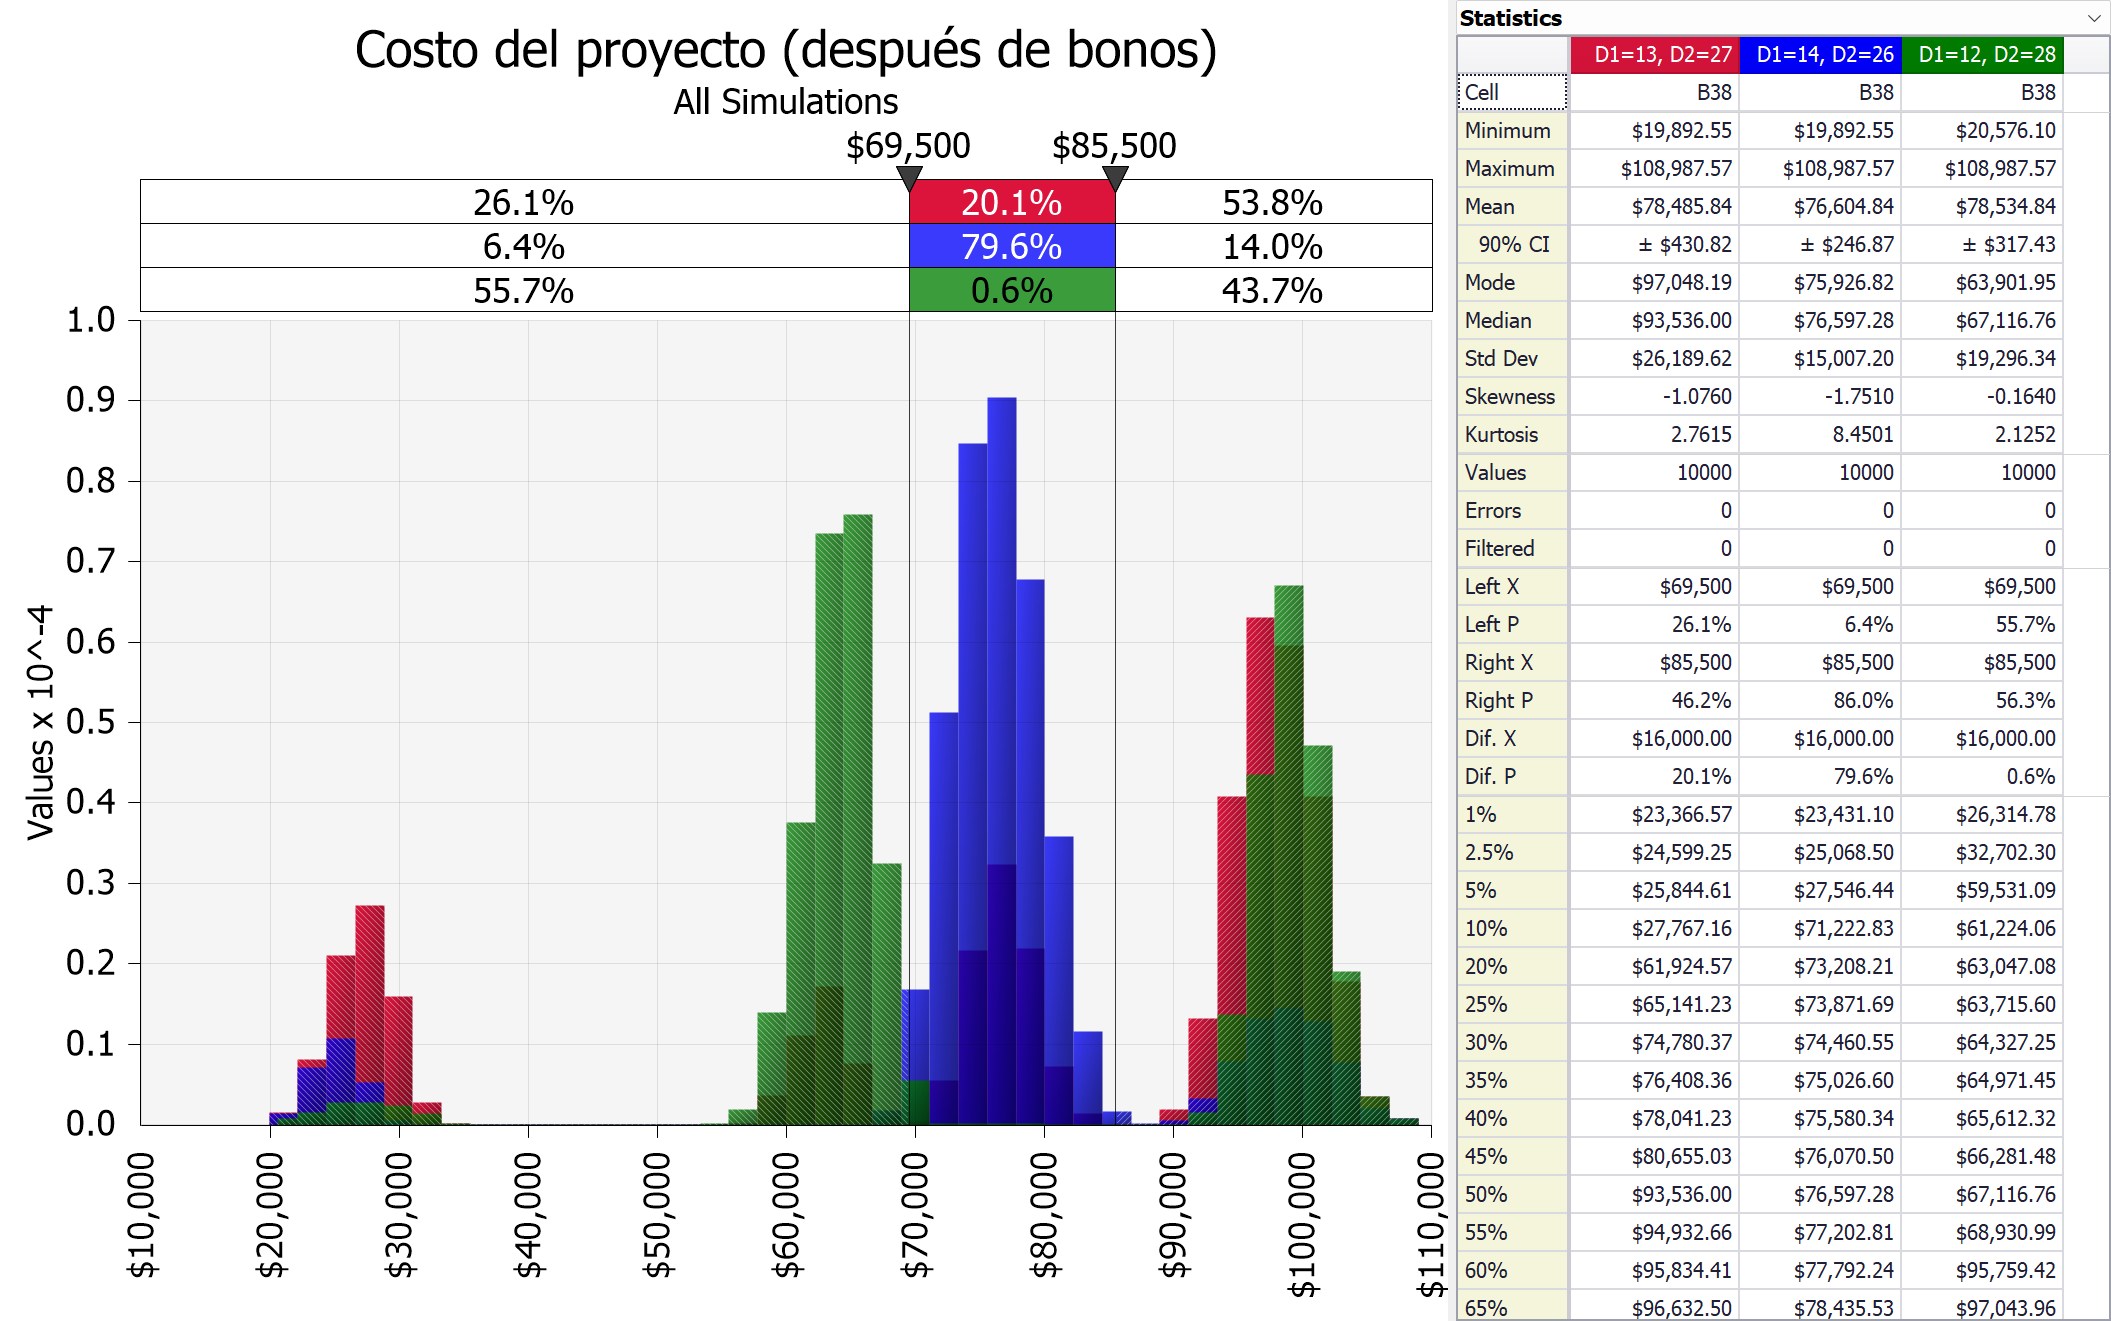 Costo del proyecto (después de bonos)
All Simulations
$69,500 $85,500
26.1% 20.1% 53.8%
6.4% 79.6% 14.0%
55.7% 0.6% 43.7%
Values x 10^-4
1.0
0.9
0.8
0.7
0.6
0.5
0.4
0.3
0.2
0.1
0.0
$10,000 $20,000 $30,000 $40,000 $50,000 $60,000 $70,000 $80,000 $90,000 $100,000 $110,000
Statistics
D1=13, D2=27 D1=14, D2=26 D1=12, D2=28
Cell B38 B38 B38
Minimum $19,892.55 $19,892.55 $20,576.10
Maximum $108,987.57 $108,987.57 $108,987.57
Mean $78,485.84 $76,604.84 $78,534.84
90% CI ± $430.82 ± $246.87 ± $317.43
Mode $97,048.19 $75,926.82 $63,901.95
Median $93,536.00 $76,597.28 $67,116.76
Std Dev $26,189.62 $15,007.20 $19,296.34
Skewness -1.0760 -1.7510 -0.1640
Kurtosis 2.7615 8.4501 2.1252
Values 10000 10000 10000
Errors 0 0 0
Filtered 0 0 0
Left X $69,500 $69,500 $69,500
Left P 26.1% 6.4% 55.7%
Right X $85,500 $85,500 $85,500
Right P 46.2% 86.0% 56.3%
Dif. X $16,000.00 $16,000.00 $16,000.00
Dif. P 20.1% 79.6% 0.6%
1% $23,366.57 $23,431.10 $26,314.78
2.5% $24,599.25 $25,068.50 $32,702.30
5% $25,844.61 $27,546.44 $59,531.09
10% $27,767.16 $71,222.83 $61,224.06
20% $61,924.57 $73,208.21 $63,047.08
25% $65,141.23 $73,871.69 $63,715.60
30% $74,780.37 $74,460.55 $64,327.25
35% $76,408.36 $75,026.60 $64,971.45
40% $78,041.23 $75,580.34 $65,612.32
45% $80,655.03 $76,070.50 $66,281.48
50% $93,536.00 $76,597.28 $67,116.76
55% $94,932.66 $77,202.81 $68,930.99
60% $95,834.41 $77,792.24 $95,759.42
65% $96,632.50 $78,435.53 $97,043.96